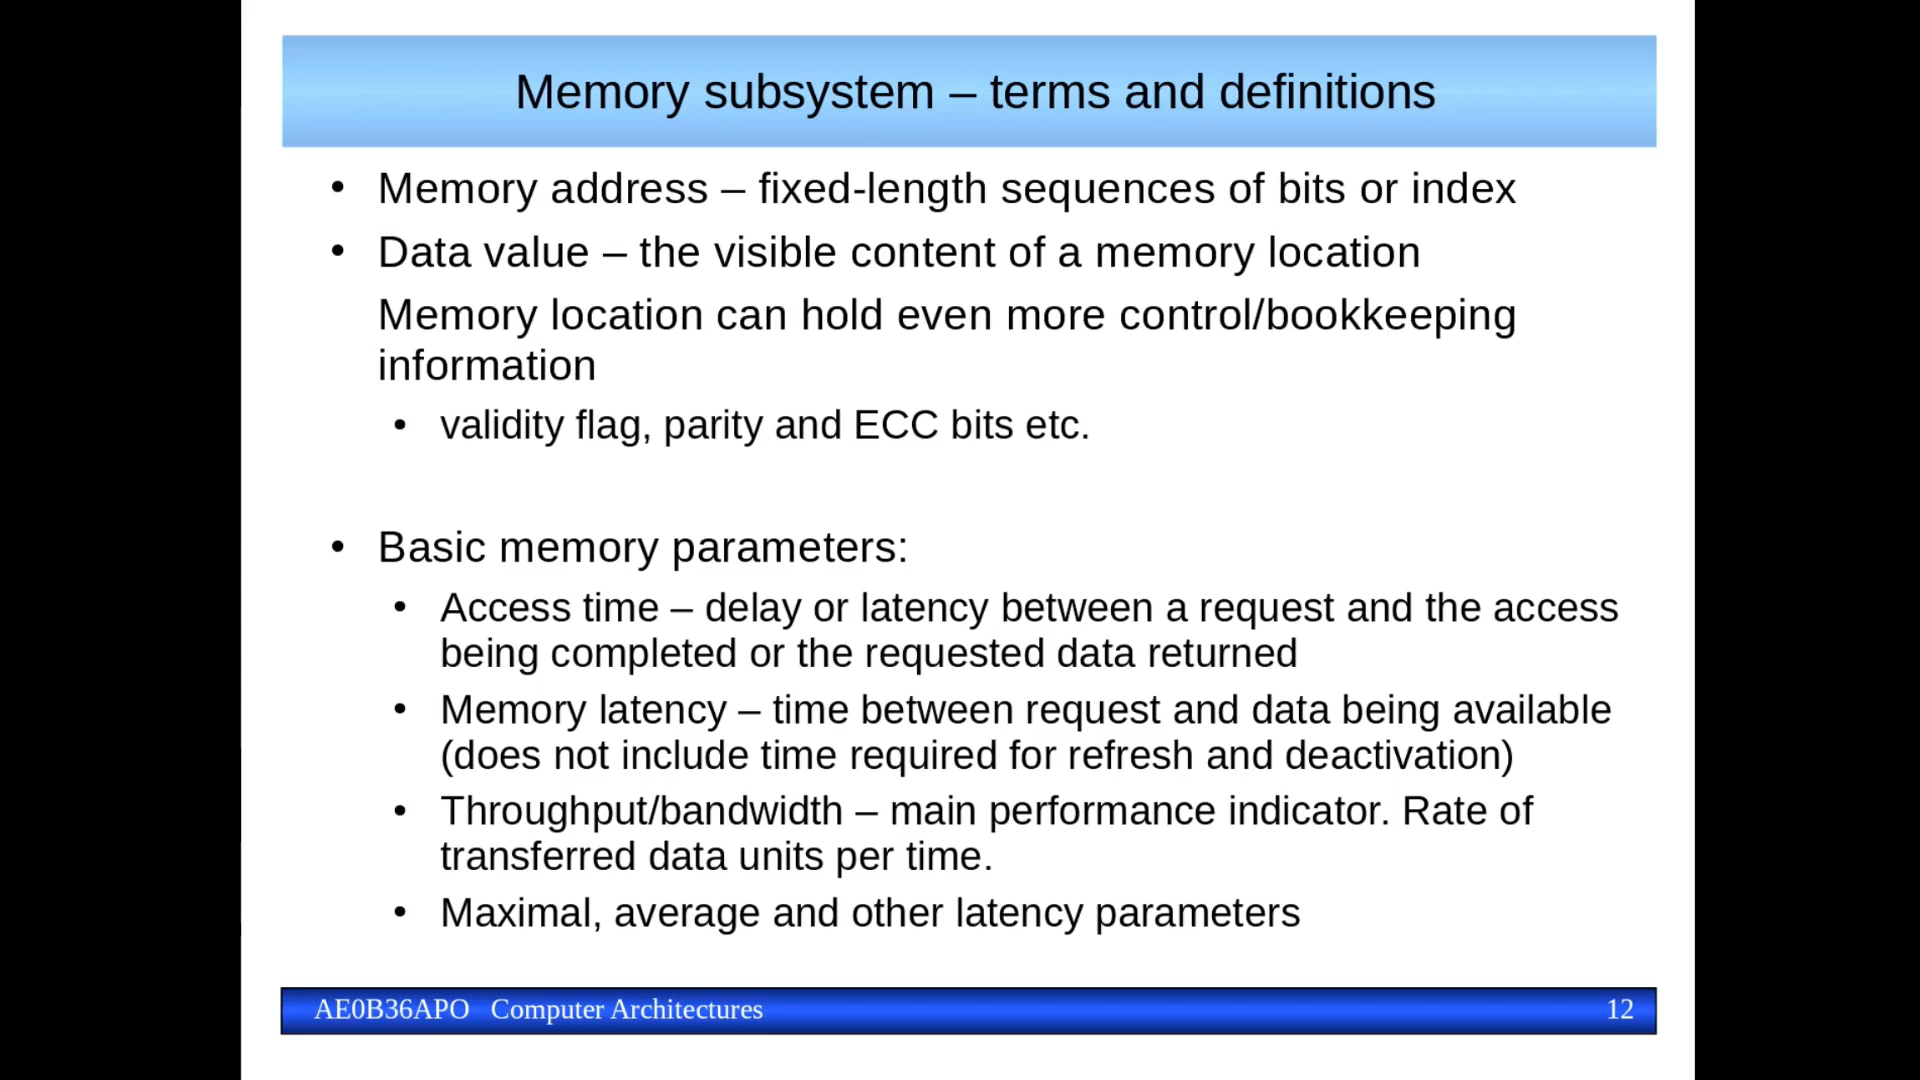 Memory subsystem – terms and definitions
• Memory address – fixed-length sequences of bits or index
• Data value – the visible content of a memory location
Memory location can hold even more control/bookkeeping
information
• validity flag, parity and ECC bits etc.
• Basic memory parameters:
• Access time – delay or latency between a request and the access
being completed or the requested data returned
• Memory latency – time between request and data being available
(does not include time required for refresh and deactivation)
• Throughput/bandwidth – main performance indicator. Rate of
transferred data units per time.
• Maximal, average and other latency parameters
AE0B36APO Computer Architectures 12